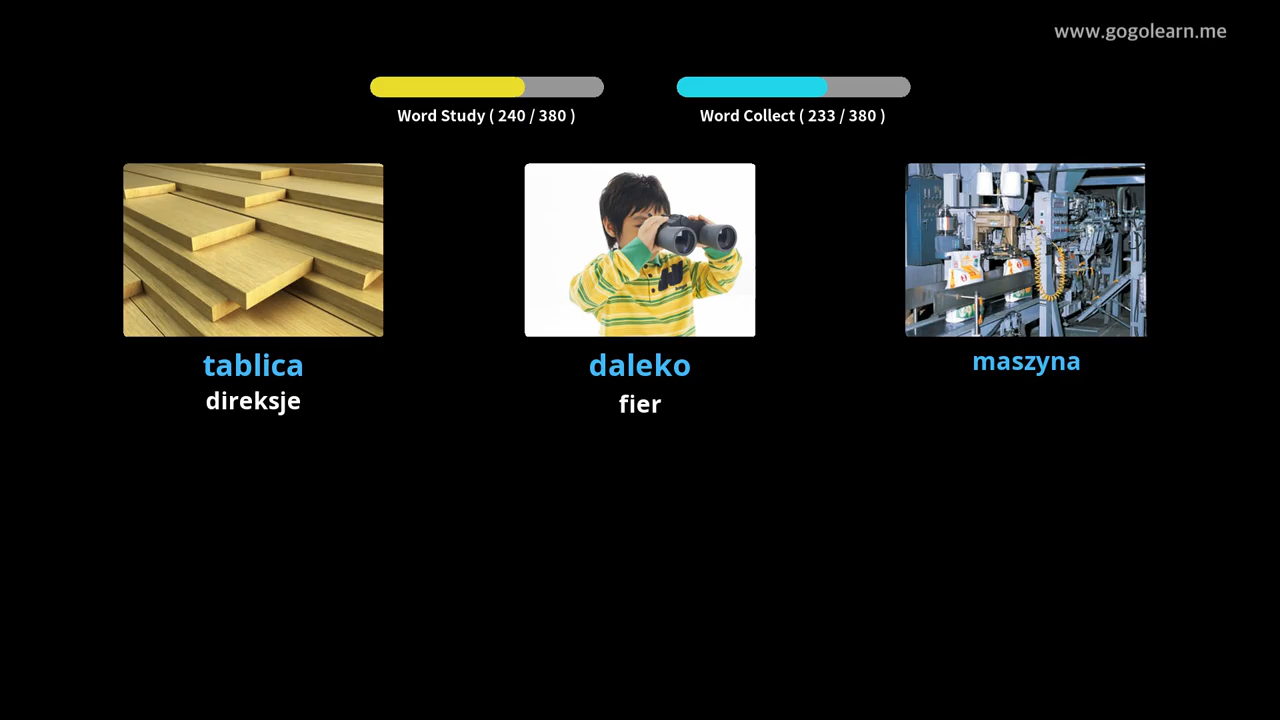 www.gogolearn.me
Word Study ( 240 / 380 )
Word Collect ( 233 / 380 )
tablica
direksje
daleko
fier
maszyna